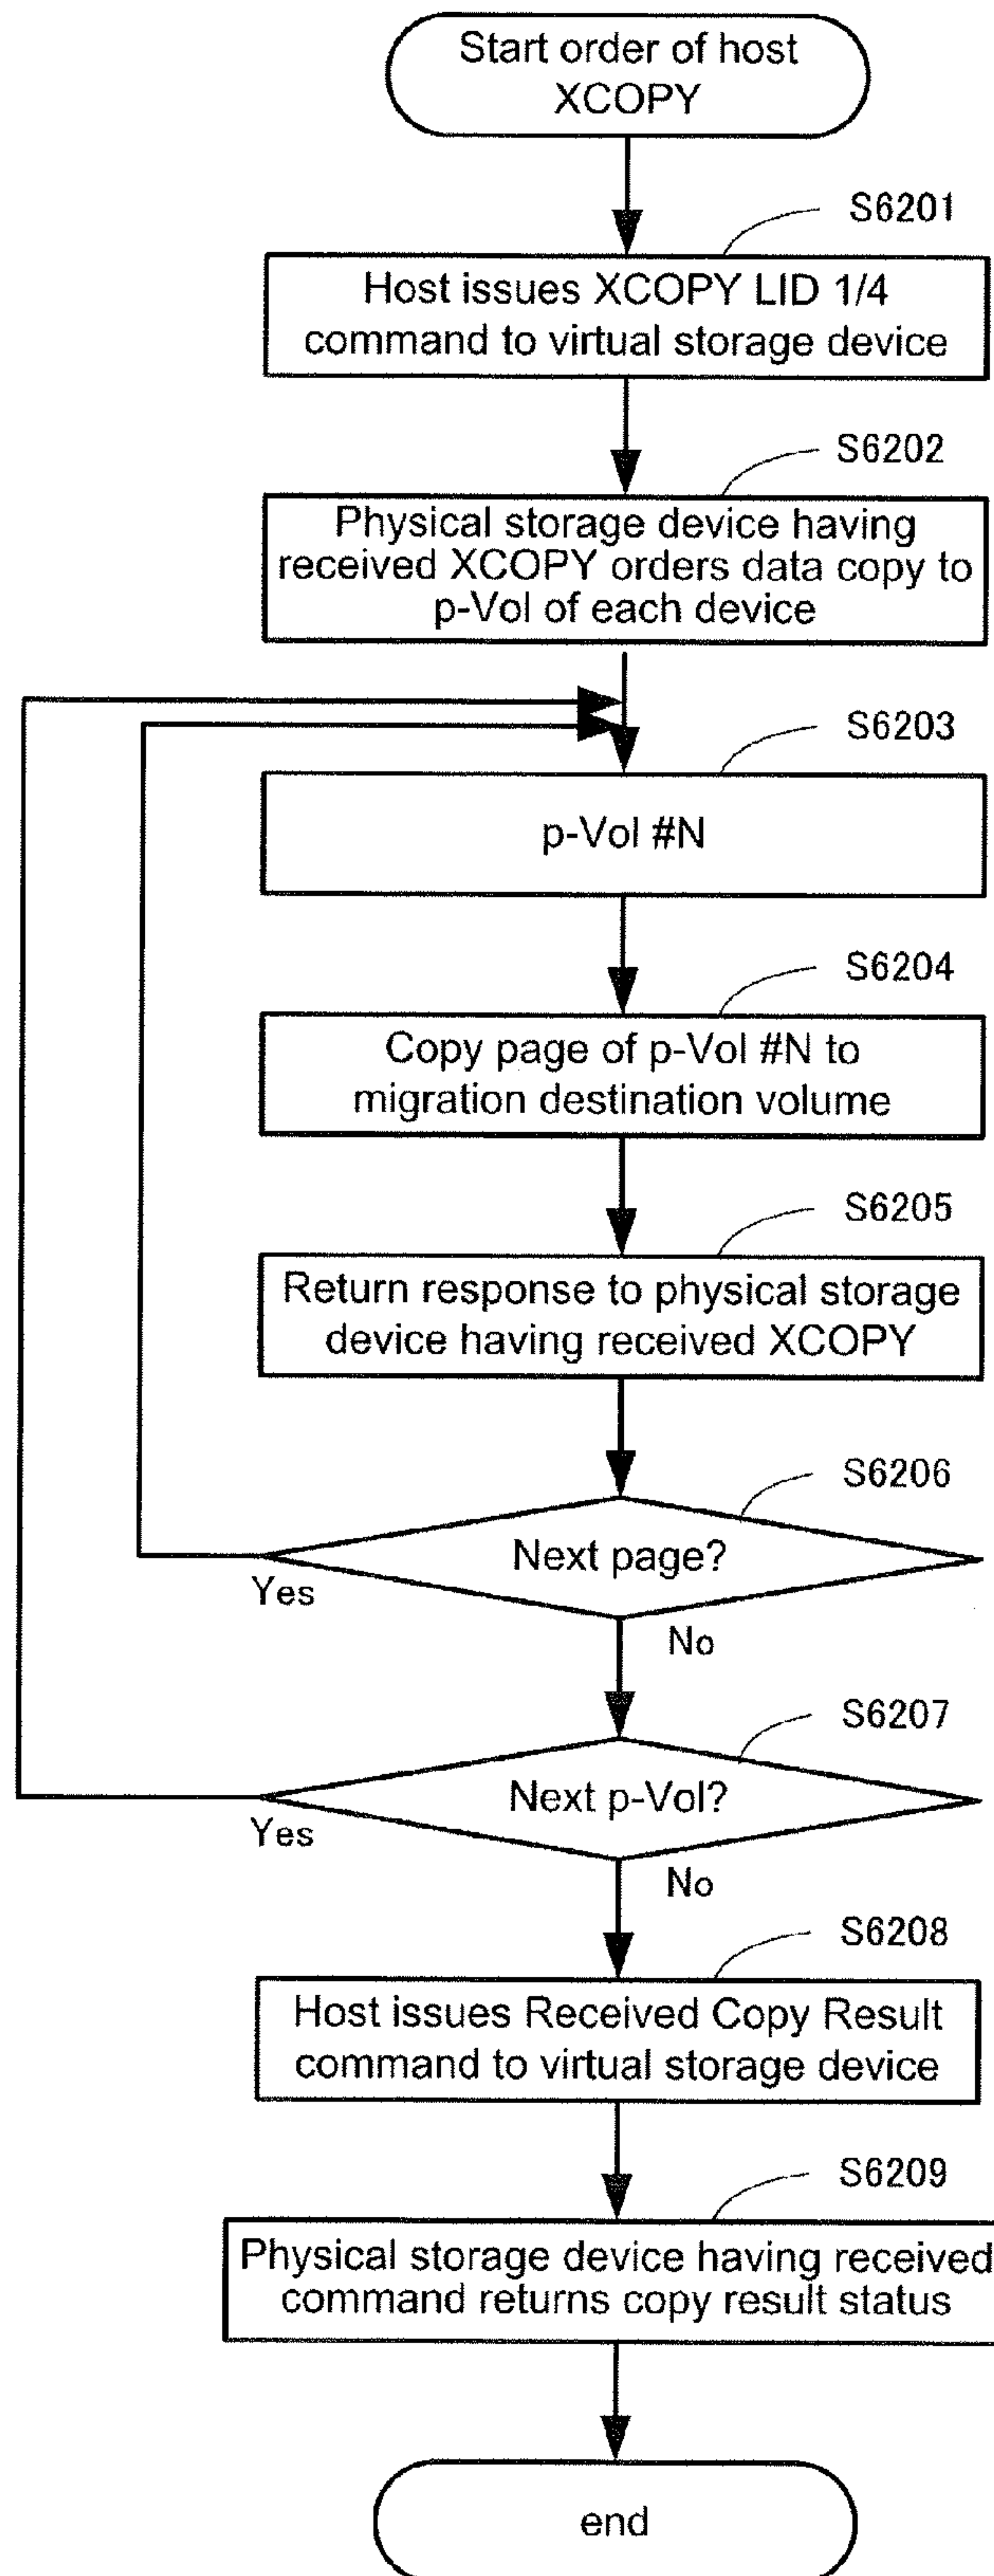 Start order of host
XCOPY
S6201
Host issues XCOPY LID 1/4
command to virtual storage device
S6202
Physical storage device having
received XCOPY orders data copy to
p-Vol of each device
S6203
p-Vol #N
S6204
Copy page of p-Vol #N to
migration destination volume
S6205
Return response to physical storage
device having received XCOPY
S6206
Next page?
Yes
No
S6207
Next p-Vol?
Yes
No
S6208
Host issues Received Copy Result
command to virtual storage device
S6209
Physical storage device having received
command returns copy result status
end